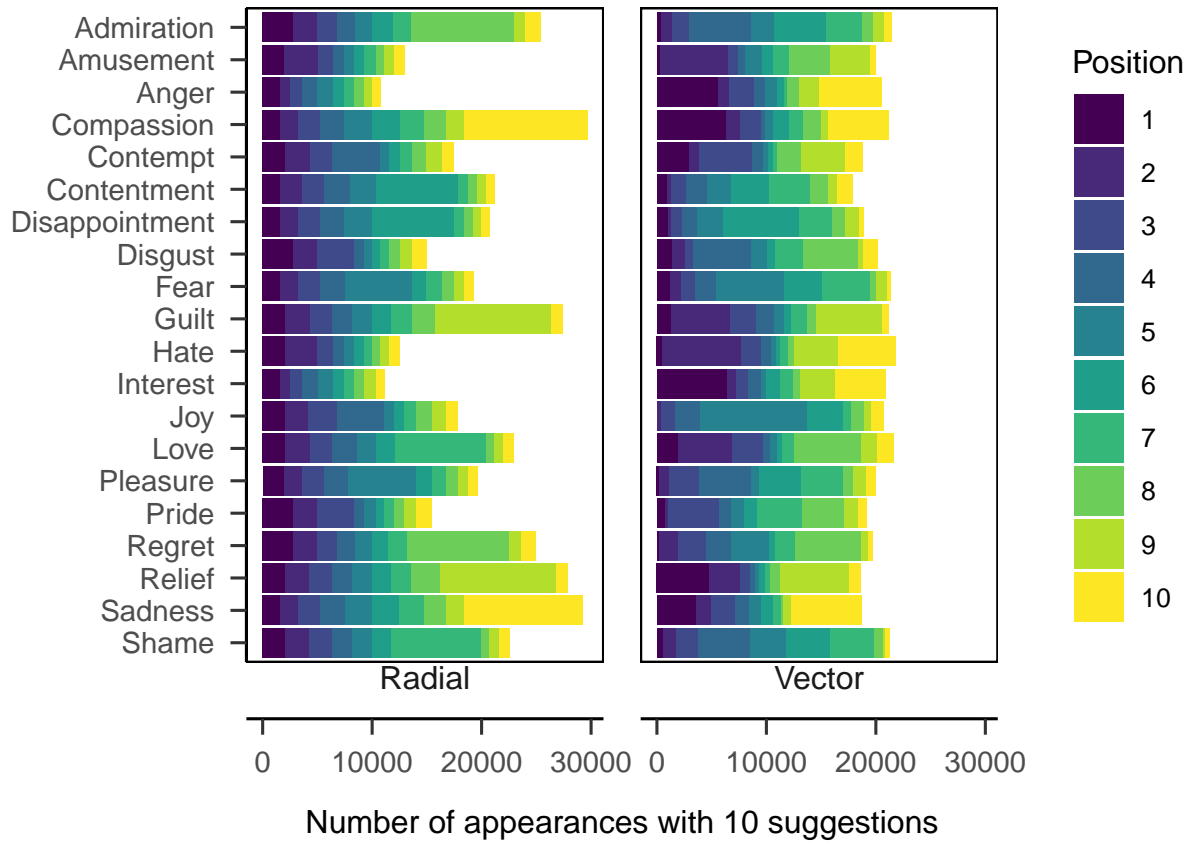 Admiration
Amusement
Anger
Compassion
Contempt
Contentment
Disappointment
Disgust
Fear
Guilt
Hate
Interest
Joy
Love
Pleasure
Pride
Regret
Relief
Sadness
Shame
Radial
Vector
0 10000 20000 30000
0 10000 20000 30000
Number of appearances with 10 suggestions
Position
1
2
3
4
5
6
7
8
9
10